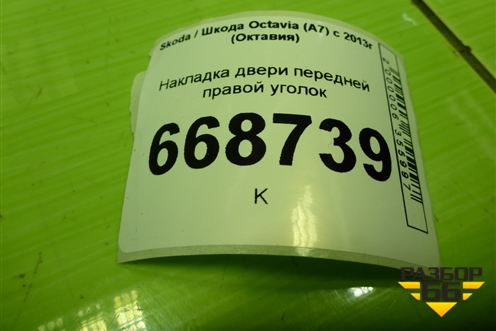 Skoda / Шкода Octavia (A7) с 2013г
(Октавия)
Накладка двери передней
правой уголок
668739
К
РАЗБОР
66